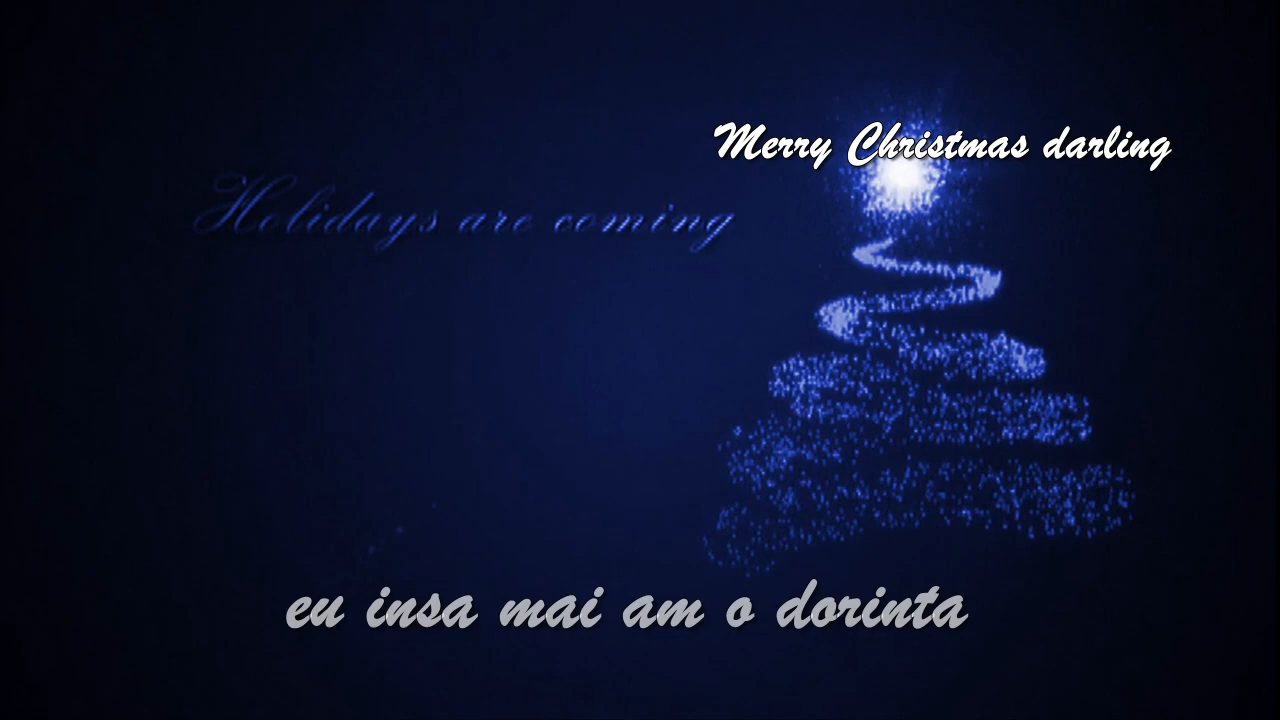 Merry Christmas darling
Holidays are coming
eu insa mai am o dorinta